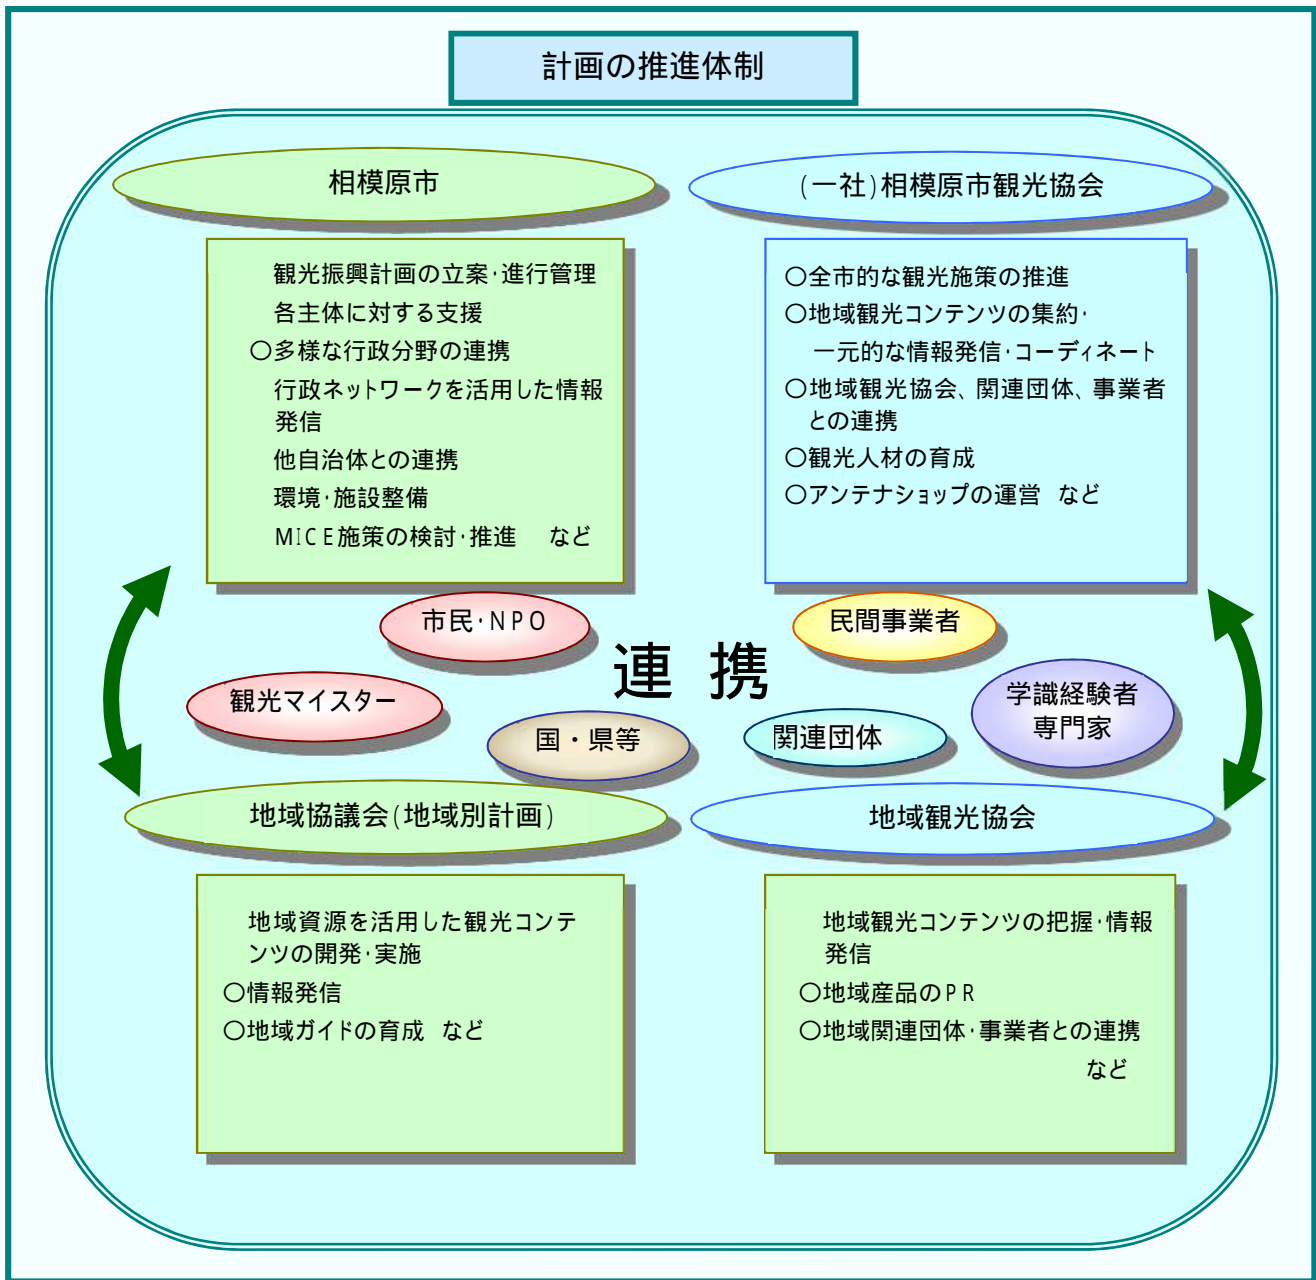 計画の推進体制
相模原市
観光振興計画の立案･進行管理
各主体に対する支援
○多様な行政分野の連携
行政ネットワークを活用した情報
発信
他自治体との連携
環境･施設整備
MICE施策の検討･推進　など
(一社)相模原市観光協会
○全市的な観光施策の推進
○地域観光コンテンツの集約･
一元的な情報発信･コーディネート
○地域観光協会、関連団体、事業者
との連携
○観光人材の育成
○アンテナショップの運営　など
市民･NPO
民間事業者
連 携
観光マイスター
国・県等
関連団体
学識経験者
専門家
地域協議会(地域別計画)
地域資源を活用した観光コンテ
ンツの開発･実施
○情報発信
○地域ガイドの育成　など
地域観光協会
地域観光コンテンツの把握･情報
発信
○地域産品のPR
○地域関連団体･事業者との連携
など